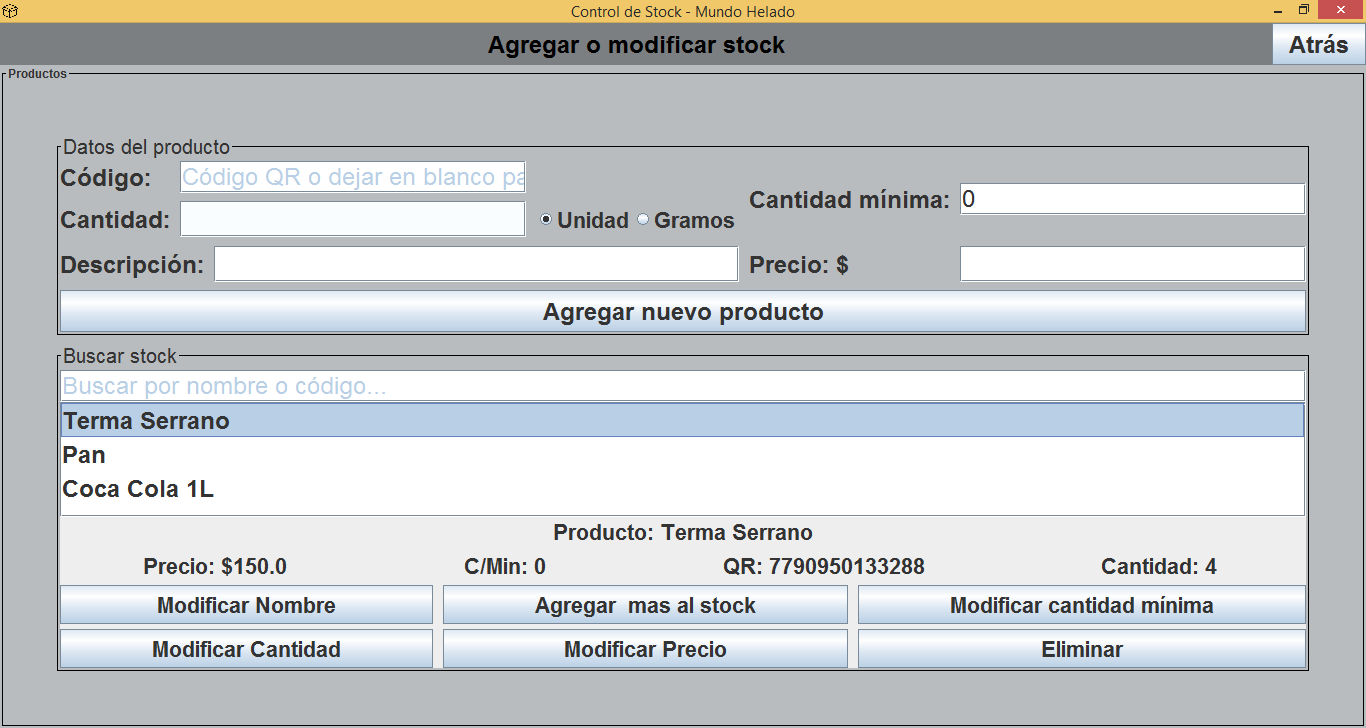 Control de Stock - Mundo Helado
Agregar o modificar stock
Atrás
Productos
Datos del producto
Código: Código QR o dejar en blanco pa
Cantidad: Unidad Gramos
Cantidad mínima: 0
Descripción: Precio: $
Agregar nuevo producto
Buscar stock
Buscar por nombre o código...
Terma Serrano
Pan
Coca Cola 1L
Producto: Terma Serrano
Precio: $150.0 C/Min: 0 QR: 7790950133288 Cantidad: 4
Modificar Nombre Agregar mas al stock Modificar cantidad mínima
Modificar Cantidad Modificar Precio Eliminar